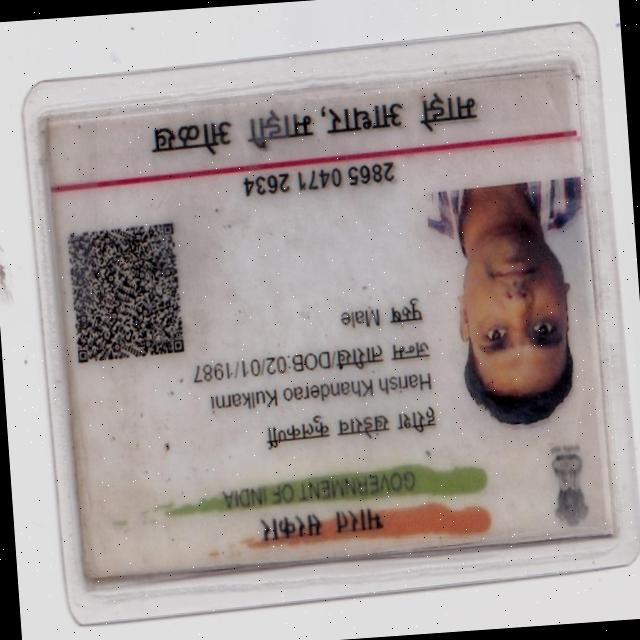 भारत सरकार
GOVERNMENT OF INDIA
हरीश खंडेराव कुलकर्णी
Harish Khanderao Kulkarni
जन्म तारीख/DOB:02/01/1987
पुरुष Male
2865 0471 2634
माझे आधार, माझी ओळख